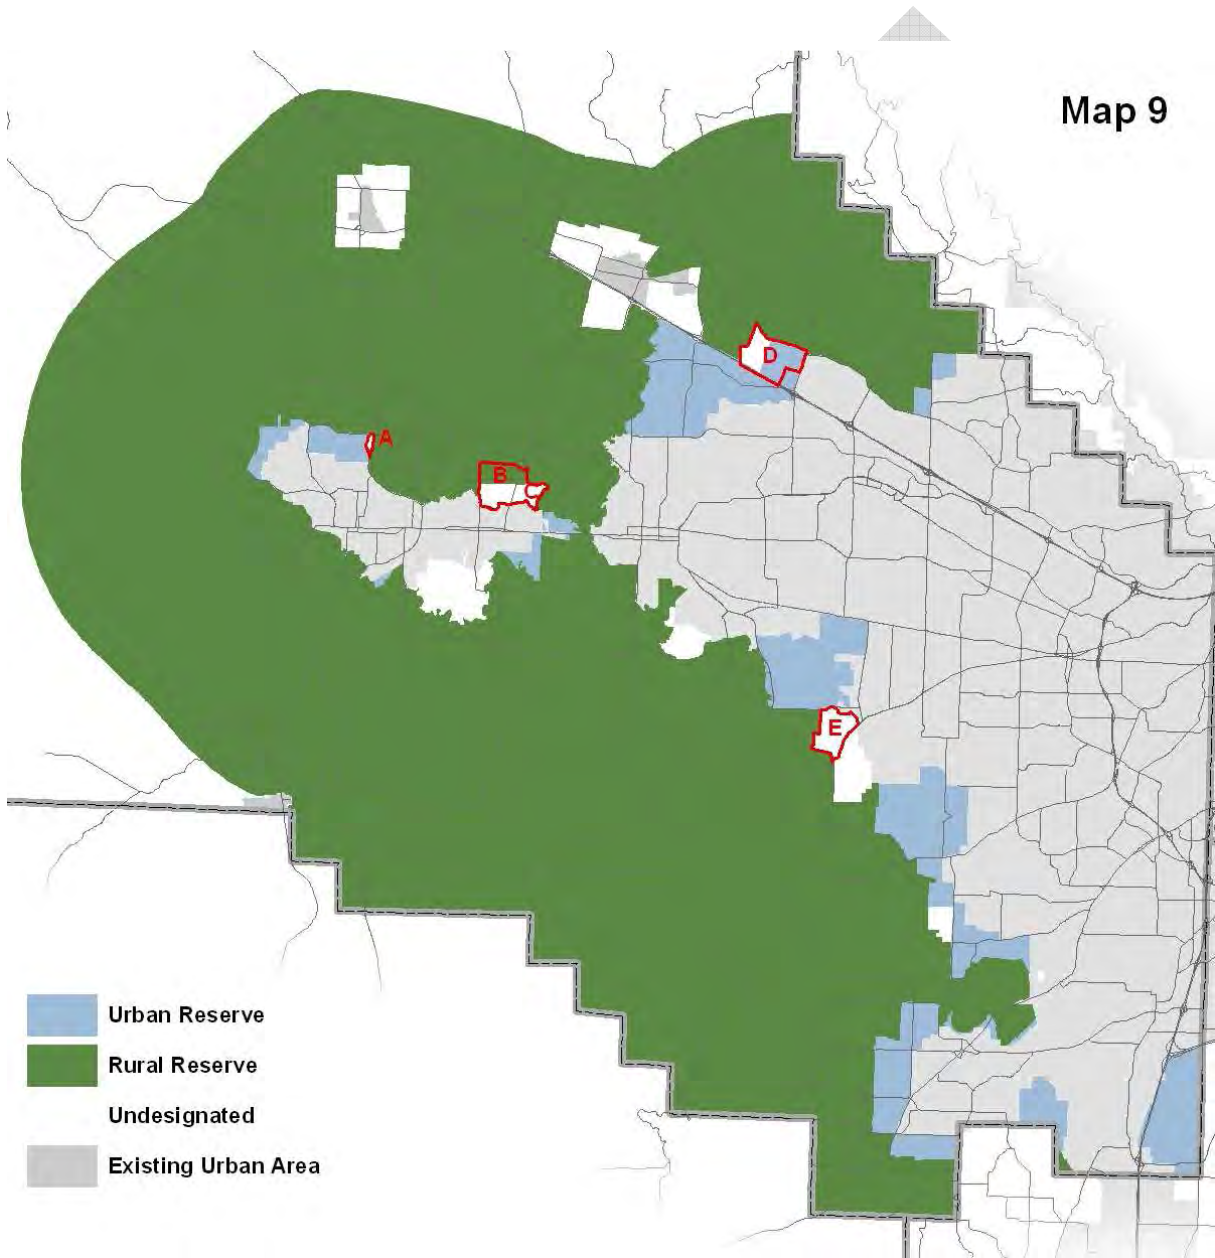 Map 9
D
A
B
C
E
Urban Reserve
Rural Reserve
Undesignated
Existing Urban Area